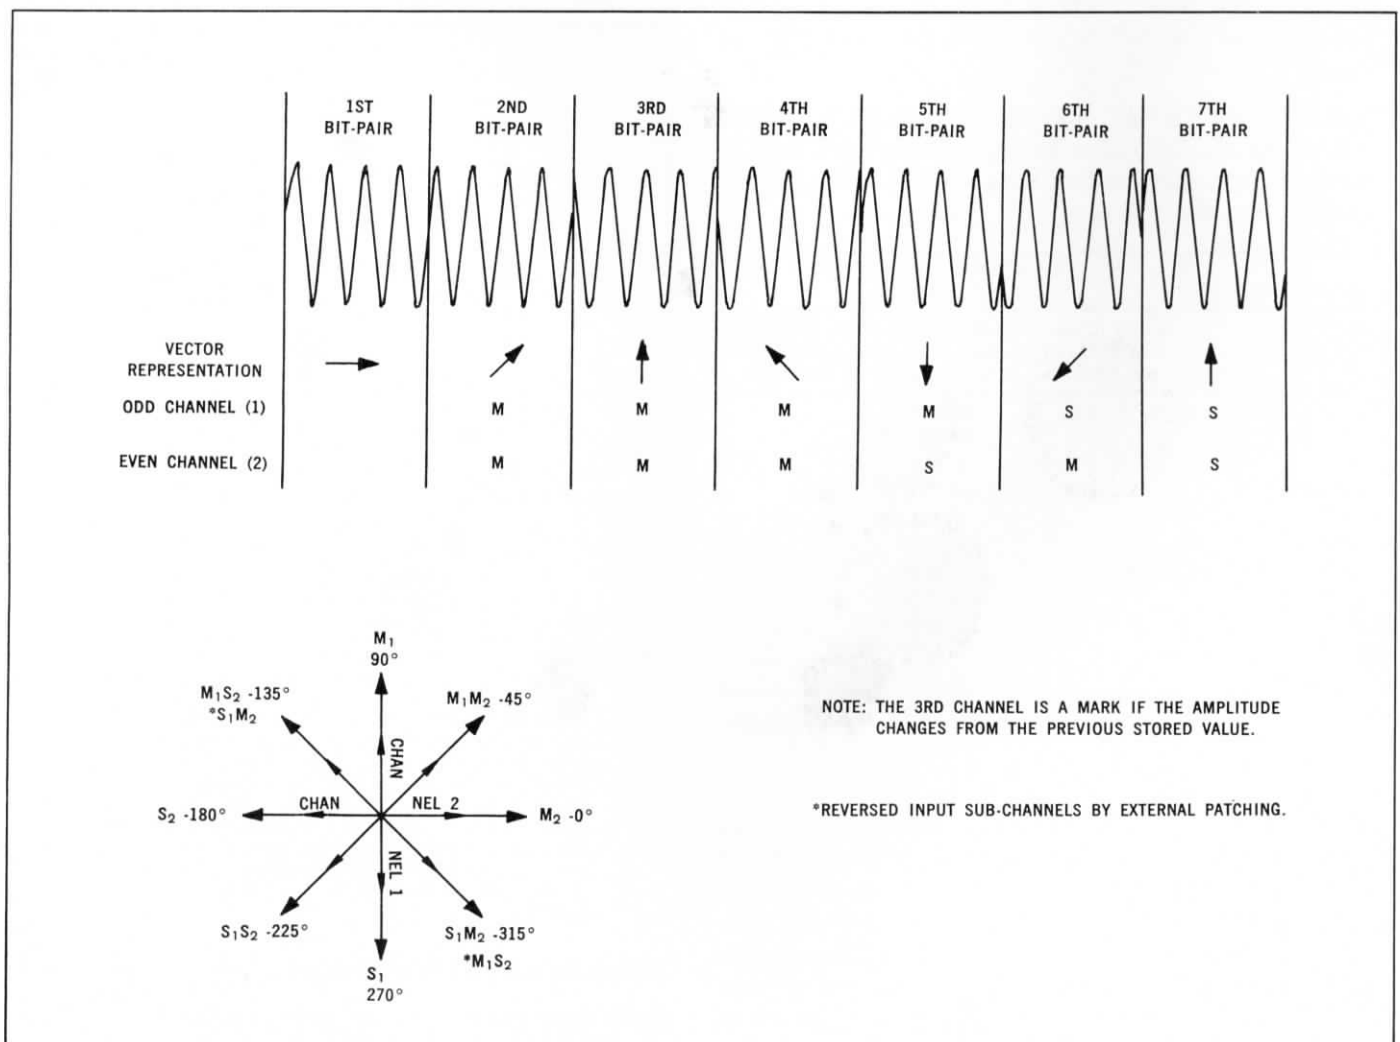 1ST BIT-PAIR
2ND BIT-PAIR
3RD BIT-PAIR
4TH BIT-PAIR
5TH BIT-PAIR
6TH BIT-PAIR
7TH BIT-PAIR
VECTOR REPRESENTATION
ODD CHANNEL (1) M M M M S S
EVEN CHANNEL (2) M M M S M S
M₁
90°
M₁S₂ -135°
*S₁M₂
M₁M₂ -45°
CHAN
CHAN
NEL 2
S₂ -180°
M₂ -0°
NEL 1
S₁S₂ -225°
S₁M₂ -315°
*M₁S₂
S₁
270°
NOTE: THE 3RD CHANNEL IS A MARK IF THE AMPLITUDE
CHANGES FROM THE PREVIOUS STORED VALUE.
*REVERSED INPUT SUB-CHANNELS BY EXTERNAL PATCHING.